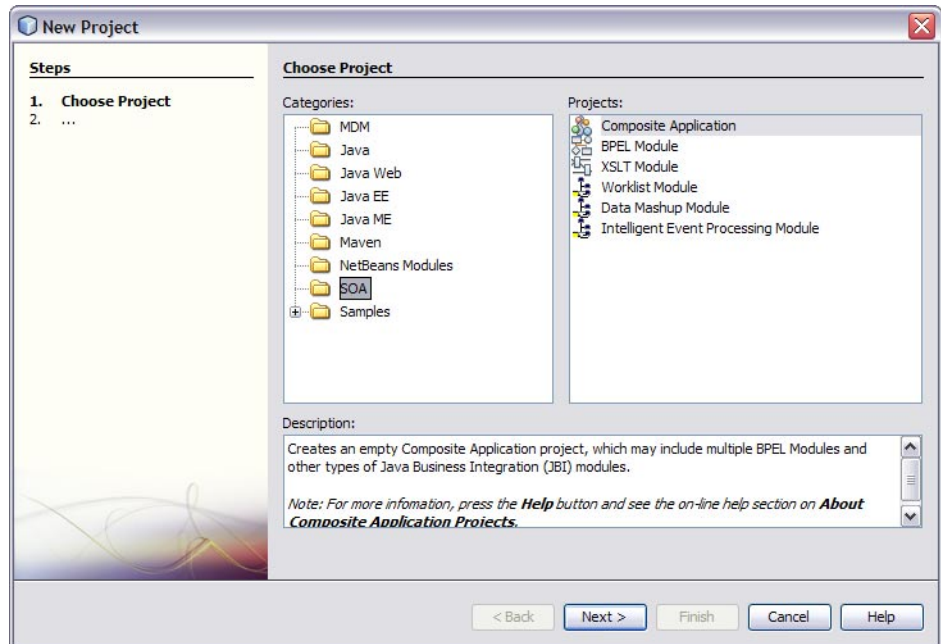 New Project
Steps
1. Choose Project
2. ...
Choose Project
Categories:
MDM
Java
Java Web
Java EE
Java ME
Maven
NetBeans Modules
SOA
Samples
Projects:
Composite Application
BPEL Module
XSLT Module
Worklist Module
Data Mashup Module
Intelligent Event Processing Module
Description:
Creates an empty Composite Application project, which may include multiple BPEL Modules and
other types of Java Business Integration (JBI) modules.
Note: For more infomation, press the Help button and see the on-line help section on About
Composite Application Projects.
< Back
Next >
Finish
Cancel
Help